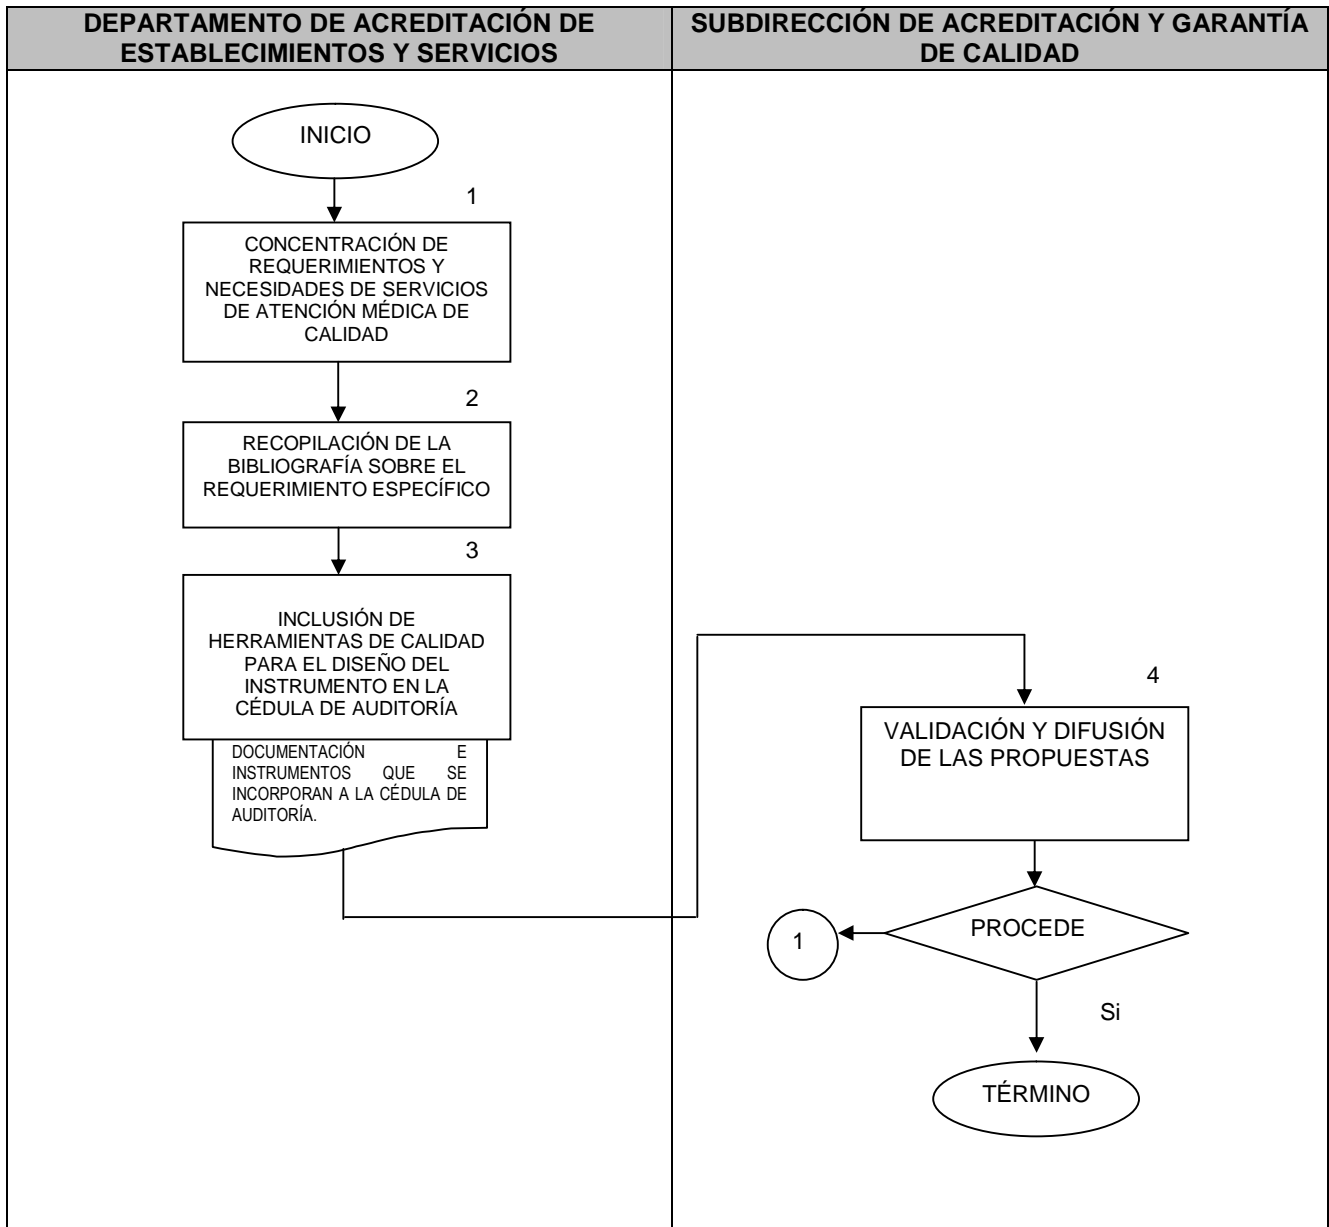 DEPARTAMENTO DE ACREDITACIÓN DE
ESTABLECIMIENTOS Y SERVICIOS
SUBDIRECCIÓN DE ACREDITACIÓN Y GARANTÍA
DE CALIDAD
INICIO
1
CONCENTRACIÓN DE
REQUERIMIENTOS Y
NECESIDADES DE SERVICIOS
DE ATENCIÓN MÉDICA DE
CALIDAD
2
RECOPILACIÓN DE LA
BIBLIOGRAFÍA SOBRE EL
REQUERIMIENTO ESPECÍFICO
3
INCLUSIÓN DE
HERRAMIENTAS DE CALIDAD
PARA EL DISEÑO DEL
INSTRUMENTO EN LA
CÉDULA DE AUDITORÍA
DOCUMENTACIÓN E
INSTRUMENTOS QUE SE
INCORPORAN A LA CÉDULA DE
AUDITORÍA.
4
VALIDACIÓN Y DIFUSIÓN
DE LAS PROPUESTAS
PROCEDE
1
Si
TÉRMINO